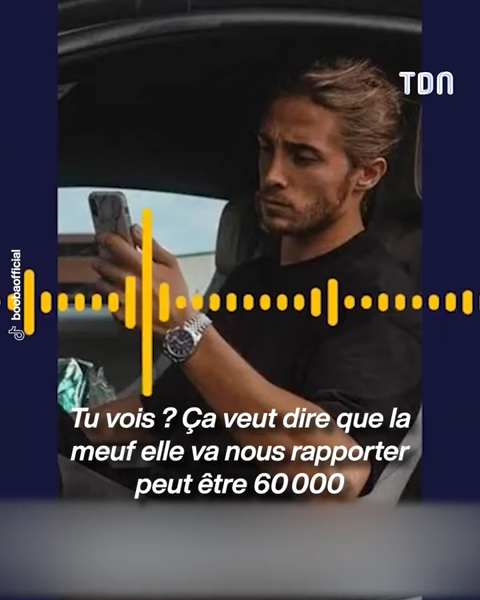 TDN
boobaofficial
Tu vois ? Ça veut dire que la
meuf elle va nous rapporter
peut être 60 000